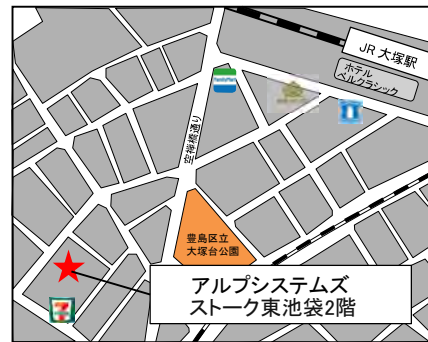 JR 大塚駅
ホテル
ベルクラシック
FamilyMart
空蝉橋通り
豊島区立
大塚台公園
アルプシステムズ
ストーク東池袋2階